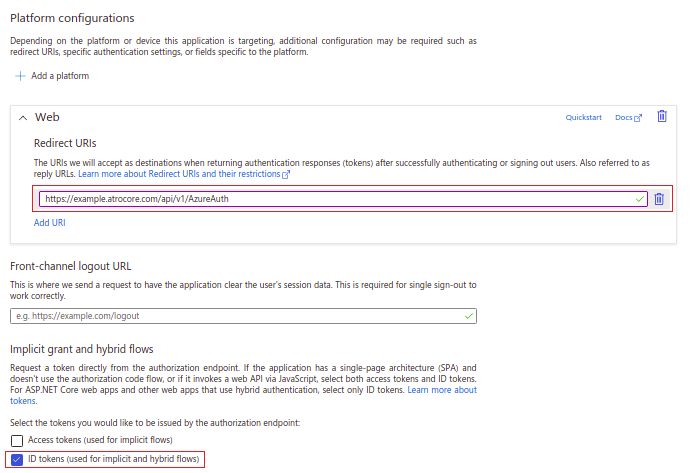 Platform configurations
Depending on the platform or device this application is targeting, additional configuration may be required such as
redirect URIs, specific authentication settings, or fields specific to the platform.
Add a platform
Web
Quickstart
Docs
Redirect URIs
The URIs we will accept as destinations when returning authentication responses (tokens) after successfully authenticating or signing out users. Also referred to as
reply URLs. Learn more about Redirect URIs and their restrictions
https://example.atrocore.com/api/v1/AzureAuth
Add URI
Front-channel logout URL
This is where we send a request to have the application clear the user's session data. This is required for single sign-out to
work correctly.
e.g. https://example.com/logout
Implicit grant and hybrid flows
Request a token directly from the authorization endpoint. If the application has a single-page architecture (SPA) and
doesn't use the authorization code flow, or if it invokes a web API via JavaScript, select both access tokens and ID tokens.
For ASP.NET Core web apps and other web apps that use hybrid authentication, select only ID tokens. Learn more about
tokens.
Select the tokens you would like to be issued by the authorization endpoint:
Access tokens (used for implicit flows)
ID tokens (used for implicit and hybrid flows)